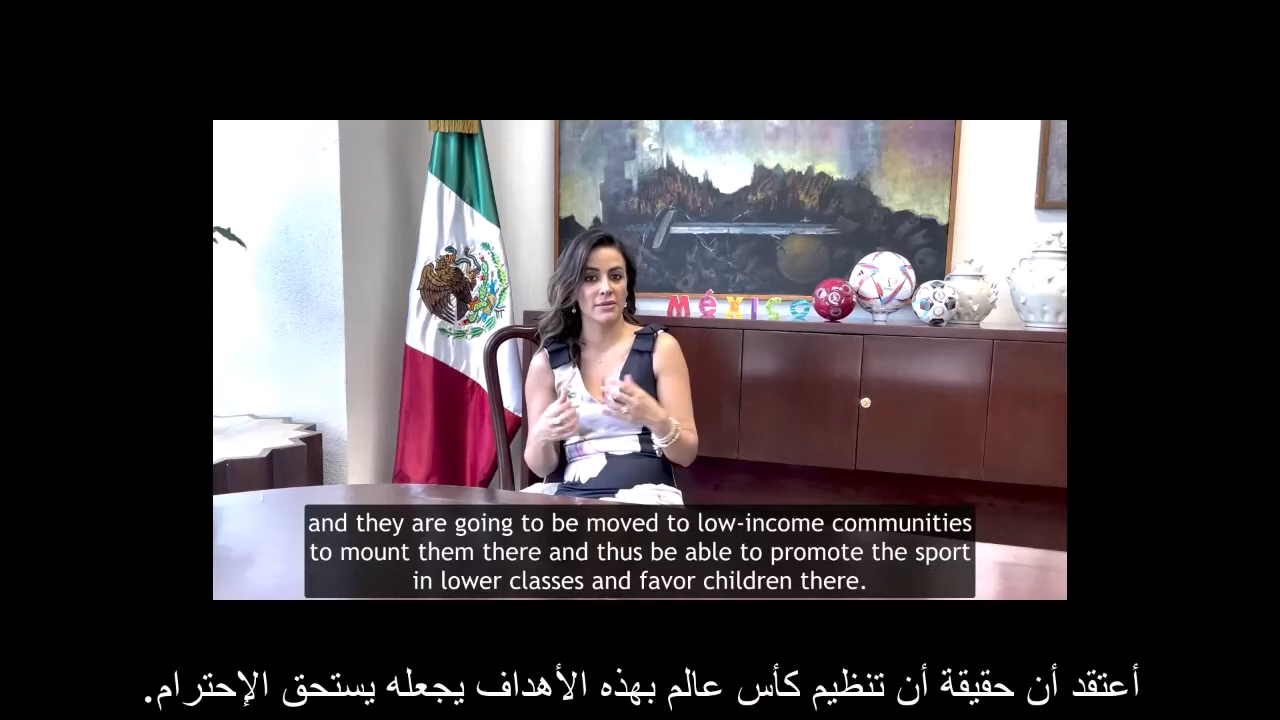 MÉXICO
and they are going to be moved to low-income communities
to mount them there and thus be able to promote the sport
in lower classes and favor children there.
أعتقد أن حقيقة أن تنظيم كأس عالم بهذه الأهداف يجعله يستحق الإحترام.